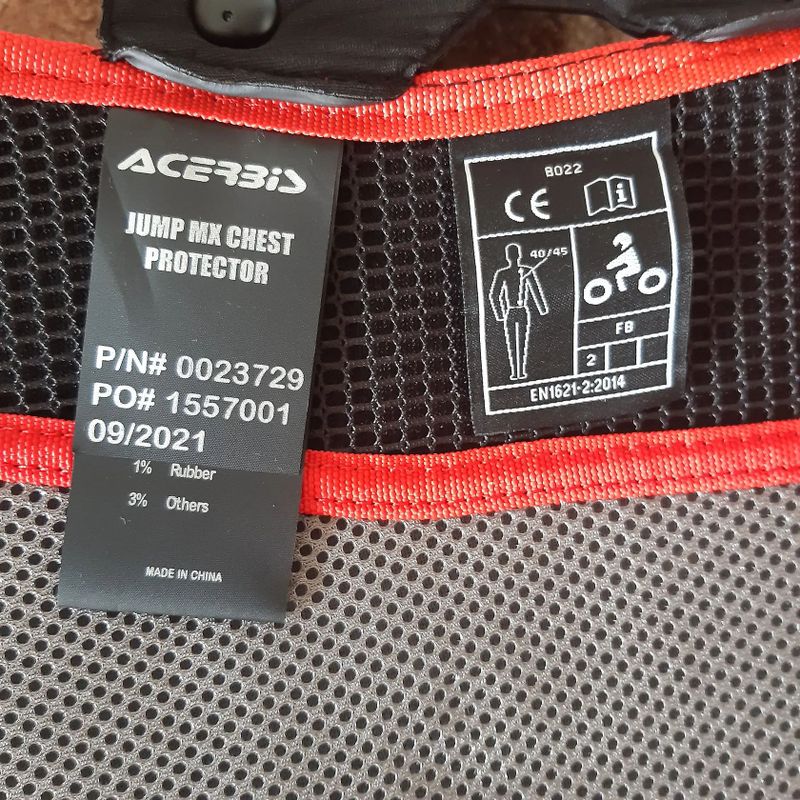 ACERBIS
JUMP MX CHEST
PROTECTOR
P/N# 0023729
PO# 1557001
09/2021
1% Rubber
3% Others
MADE IN CHINA
B022
CE
i
40/45
FB
2
EN1621-2:2014